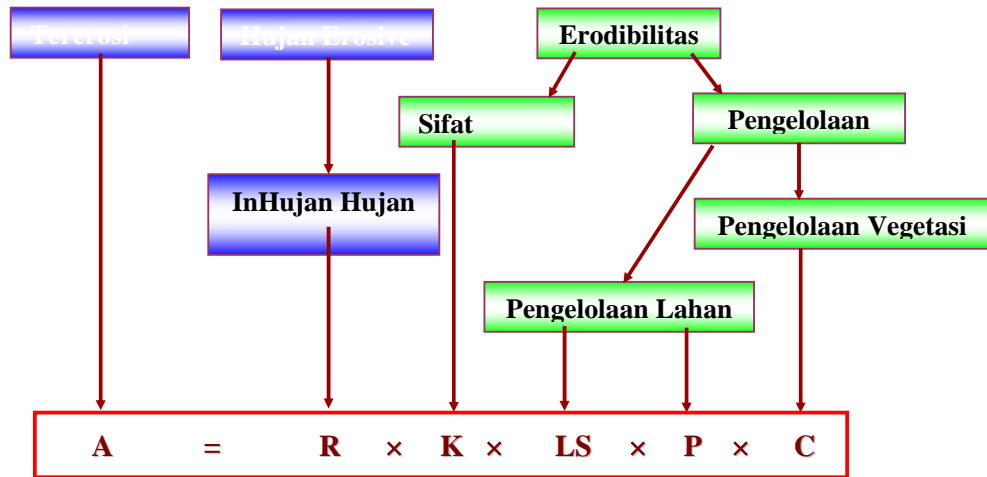 Tererosi
Hujan Erosive
Erodibilitas
Sifat
Pengelolaan
InHujan Hujan
Pengelolaan Vegetasi
Pengelolaan Lahan
A = R × K × LS × P × C